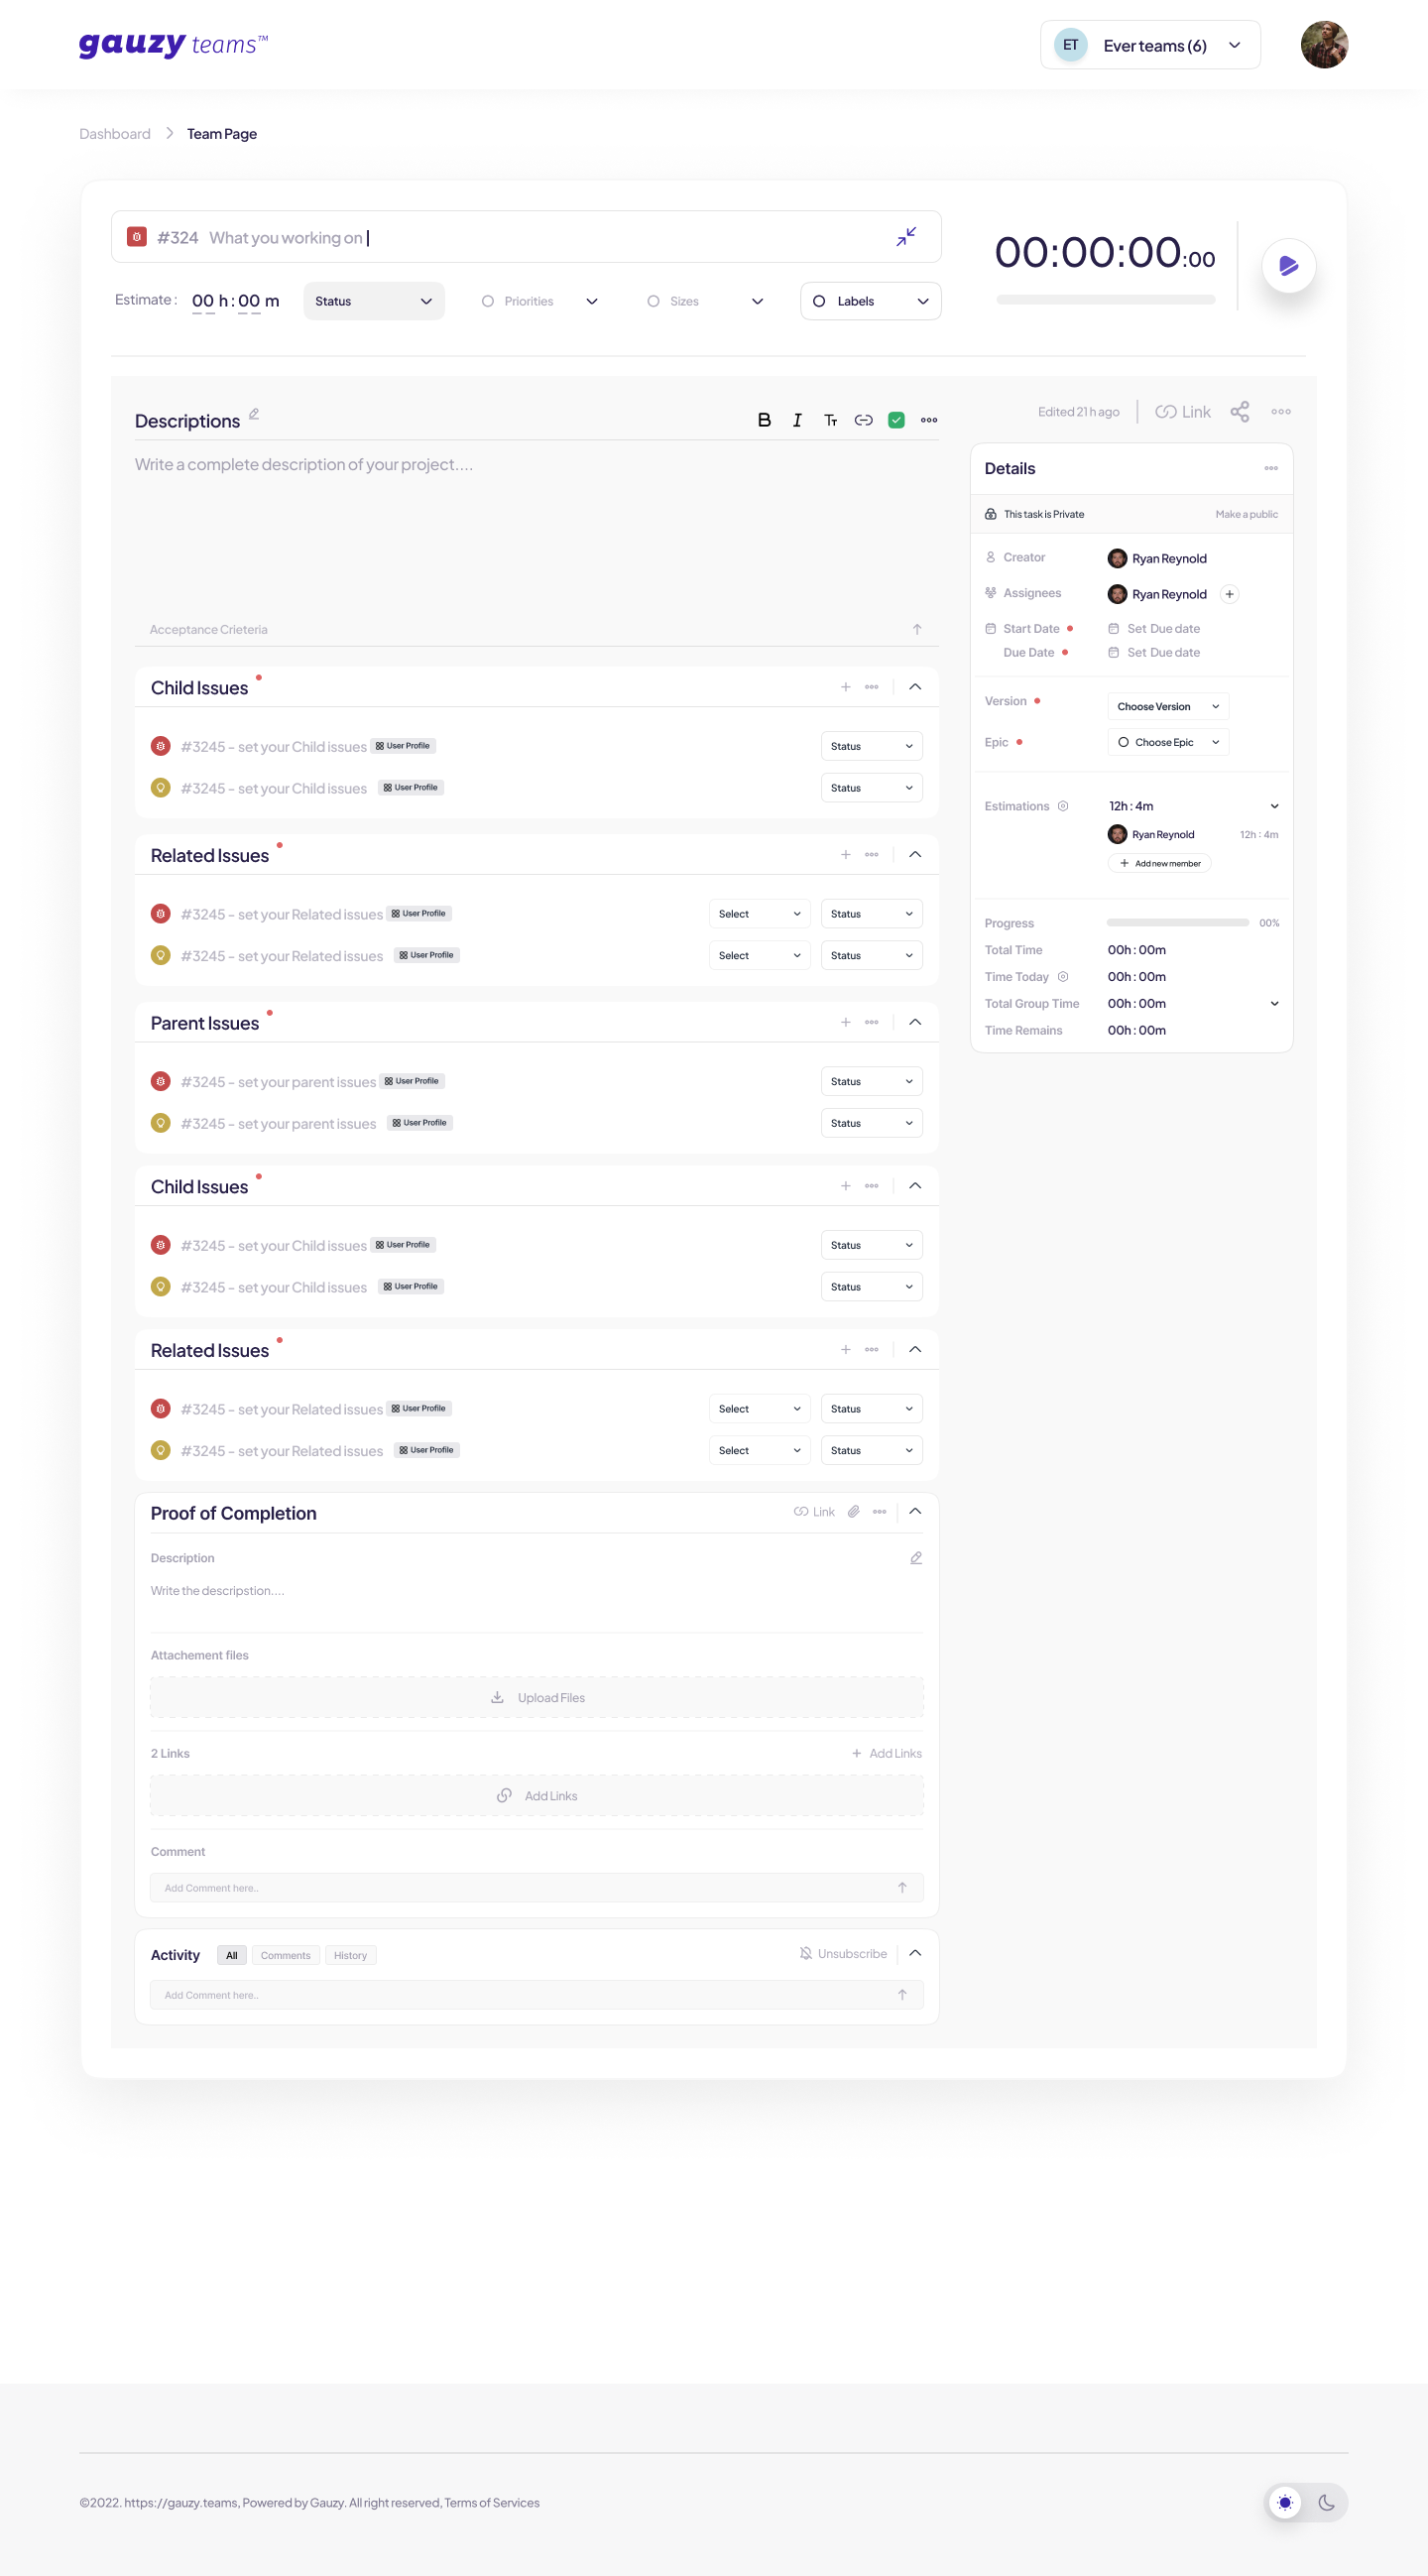 gauzy teams™
ET Ever teams (6)
Dashboard Team Page
#324 What you working on
00:00:00:00
Estimate : 00 h : 00 m Status Priorities Sizes Labels
Descriptions
B I Tт
Write a complete description of your project....
Acceptance Crieteria
Child Issues
#3245 - set your Child issues User Profile Status
#3245 - set your Child issues User Profile Status
Related Issues
#3245 - set your Related issues User Profile Select Status
#3245 - set your Related issues User Profile Select Status
Parent Issues
#3245 - set your parent issues User Profile Status
#3245 - set your parent issues User Profile Status
Child Issues
#3245 - set your Child issues User Profile Status
#3245 - set your Child issues User Profile Status
Related Issues
#3245 - set your Related issues User Profile Select Status
#3245 - set your Related issues User Profile Select Status
Proof of Completion Link
Description
Write the descripstion....
Attachement files
Upload Files
2 Links Add Links
Add Links
Comment
Add Comment here..
Activity All Comments History Unsubscribe
Add Comment here..
Edited 21 h ago Link
Details
This task is Private Make a public
Creator Ryan Reynold
Assignees Ryan Reynold
Start Date Set Due date
Due Date Set Due date
Version Choose Version
Epic Choose Epic
Estimations 12h : 4m
Ryan Reynold 12h : 4m
Add new member
Progress 00%
Total Time 00h : 00m
Time Today 00h : 00m
Total Group Time 00h : 00m
Time Remains 00h : 00m
©2022. https://gauzy.teams, Powered by Gauzy. All right reserved, Terms of Services